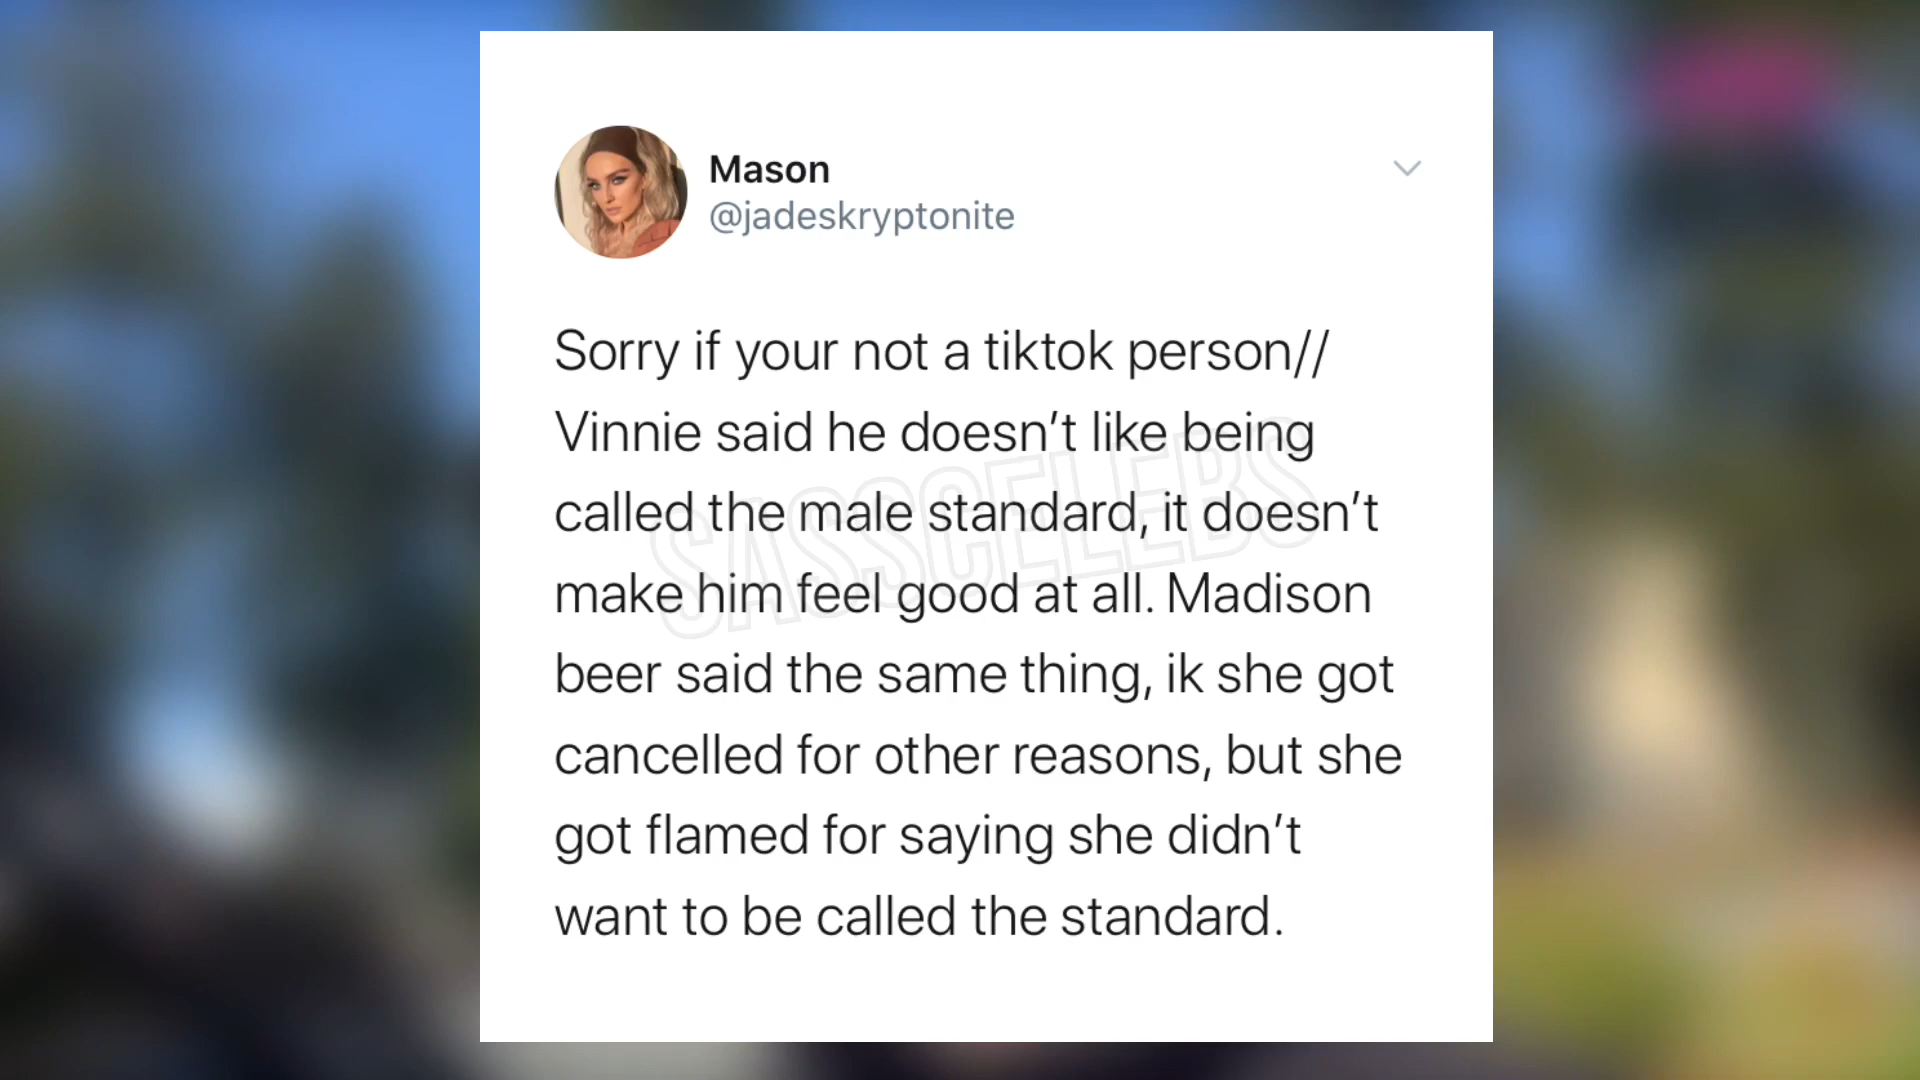 Mason
@jadeskryptonite
Sorry if your not a tiktok person//
Vinnie said he doesn’t like being
called the male standard, it doesn’t
make him feel good at all. Madison
beer said the same thing, ik she got
cancelled for other reasons, but she
got flamed for saying she didn’t
want to be called the standard.
SASSCELEBS